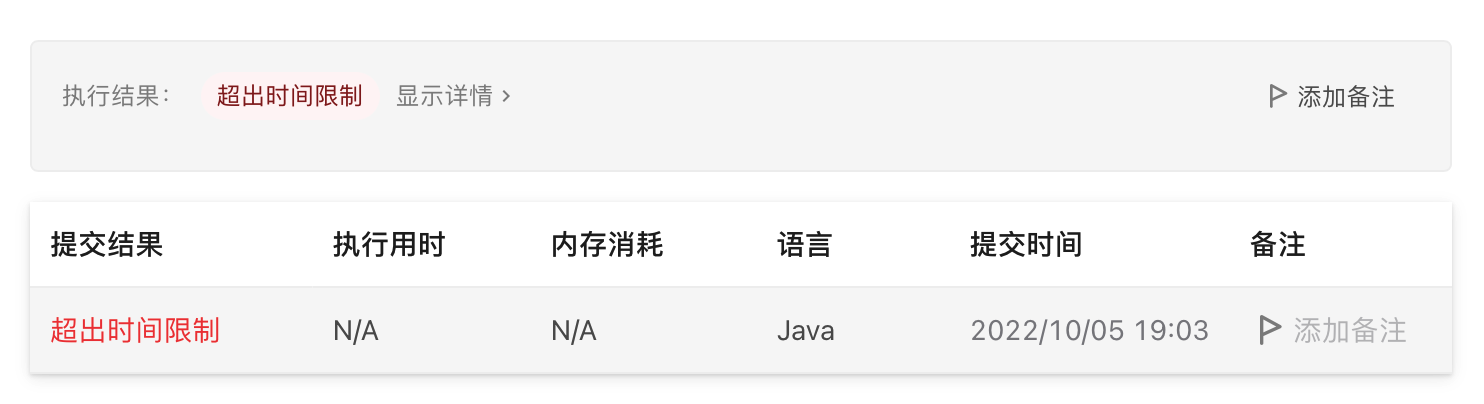 执行结果： 超出时间限制 显示详情 > 添加备注
提交结果 执行用时 内存消耗 语言 提交时间 备注
超出时间限制 N/A N/A Java 2022/10/05 19:03 添加备注